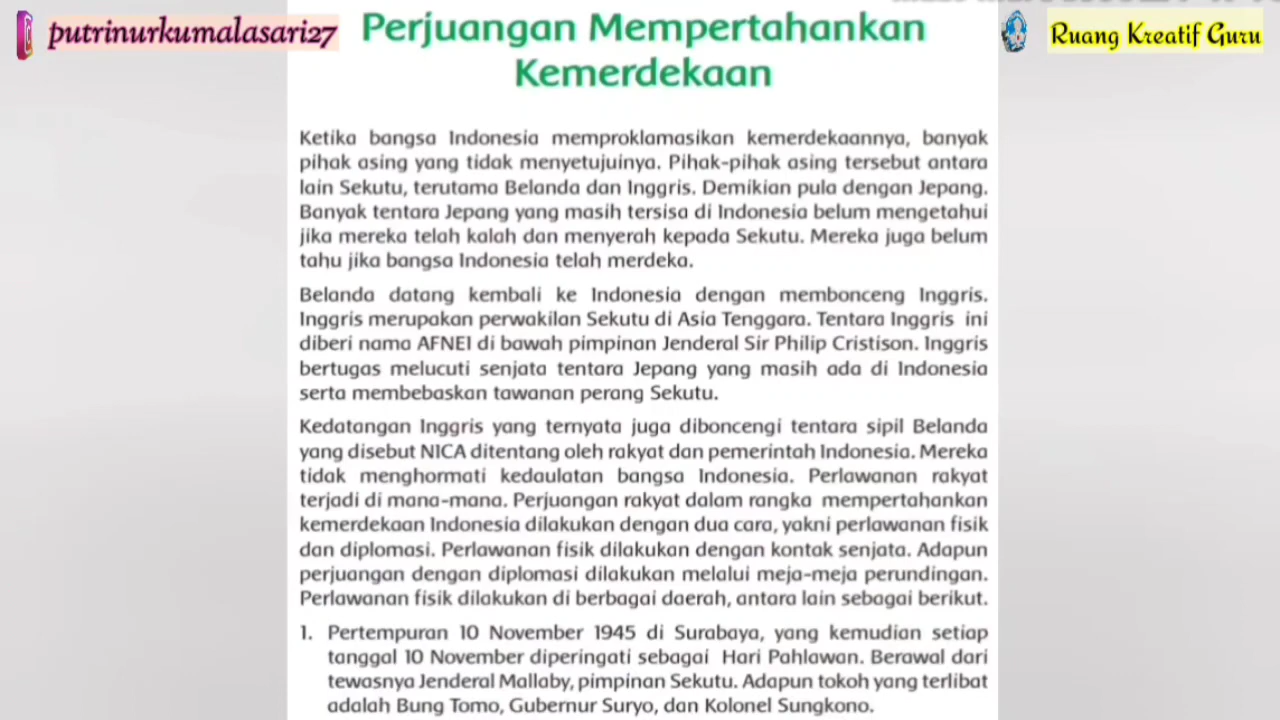 putrinurkumalasari27
Ruang Kreatif Guru
Perjuangan Mempertahankan
Kemerdekaan
Ketika bangsa Indonesia memproklamasikan kemerdekaannya, banyak
pihak asing yang tidak menyetujuinya. Pihak-pihak asing tersebut antara
lain Sekutu, terutama Belanda dan Inggris. Demikian pula dengan Jepang.
Banyak tentara Jepang yang masih tersisa di Indonesia belum mengetahui
jika mereka telah kalah dan menyerah kepada Sekutu. Mereka juga belum
tahu jika bangsa Indonesia telah merdeka.
Belanda datang kembali ke Indonesia dengan membonceng Inggris.
Inggris merupakan perwakilan Sekutu di Asia Tenggara. Tentara Inggris ini
diberi nama AFNEI di bawah pimpinan Jenderal Sir Philip Cristison. Inggris
bertugas melucuti senjata tentara Jepang yang masih ada di Indonesia
serta membebaskan tawanan perang Sekutu.
Kedatangan Inggris yang ternyata juga diboncengi tentara sipil Belanda
yang disebut NICA ditentang oleh rakyat dan pemerintah Indonesia. Mereka
tidak menghormati kedaulatan bangsa Indonesia. Perlawanan rakyat
terjadi di mana-mana. Perjuangan rakyat dalam rangka mempertahankan
kemerdekaan Indonesia dilakukan dengan dua cara, yakni perlawanan fisik
dan diplomasi. Perlawanan fisik dilakukan dengan kontak senjata. Adapun
perjuangan dengan diplomasi dilakukan melalui meja-meja perundingan.
Perlawanan fisik dilakukan di berbagai daerah, antara lain sebagai berikut.
1. Pertempuran 10 November 1945 di Surabaya, yang kemudian setiap
tanggal 10 November diperingati sebagai Hari Pahlawan. Berawal dari
tewasnya Jenderal Mallaby, pimpinan Sekutu. Adapun tokoh yang terlibat
adalah Bung Tomo, Gubernur Suryo, dan Kolonel Sungkono.